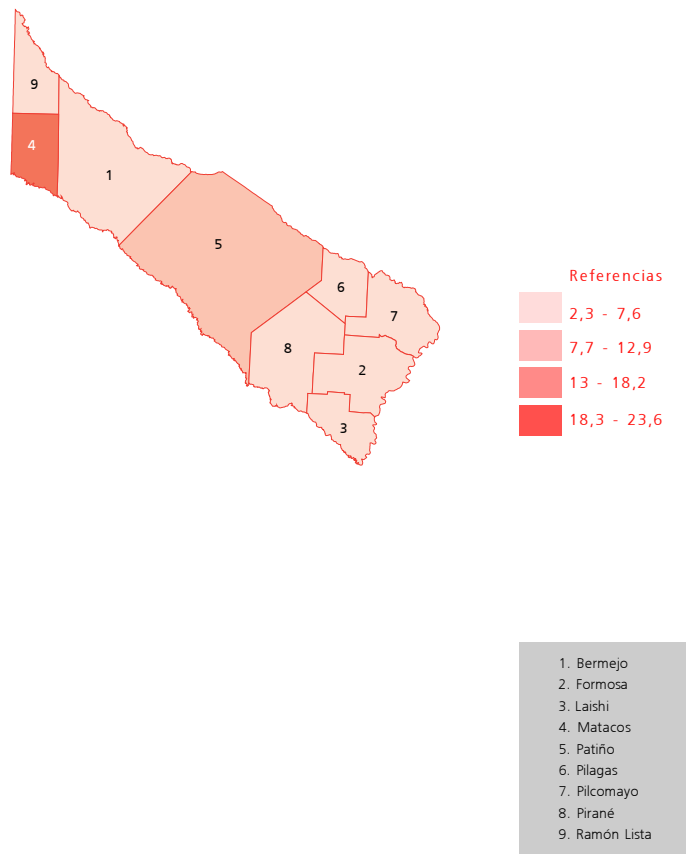 9
4
1
5
6
7
8
2
3
Referencias
2,3 - 7,6
7,7 - 12,9
13 - 18,2
18,3 - 23,6
1. Bermejo
2. Formosa
3. Laishi
4. Matacos
5. Patiño
6. Pilagas
7. Pilcomayo
8. Pirané
9. Ramón Lista